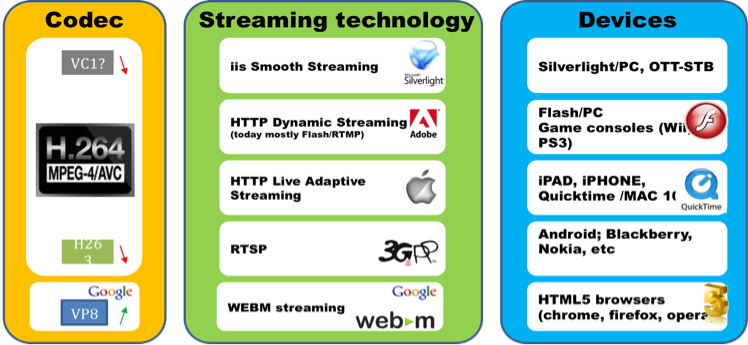 Codec
VC1?
H.264
MPEG-4/AVC
H26
3
Google
VP8
Streaming technology
iis Smooth Streaming
Microsoft
Silverlight
HTTP Dynamic Streaming
(today mostly Flash/RTMP)
Adobe
HTTP Live Adaptive
Streaming
RTSP
3GPP
WEBM streaming
Google
webm
Devices
Silverlight/PC, OTT-STB
Flash/PC
Game consoles (Wii,
PS3)
iPAD, iPHONE,
Quicktime /MAC 10
QuickTime
Android; Blackberry,
Nokia, etc
HTML5 browsers
(chrome, firefox, opera